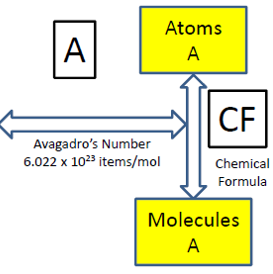 Atoms
A
A
CF
Avagadro's Number
6.022 x 10²³ items/mol
Chemical
Formula
Molecules
A